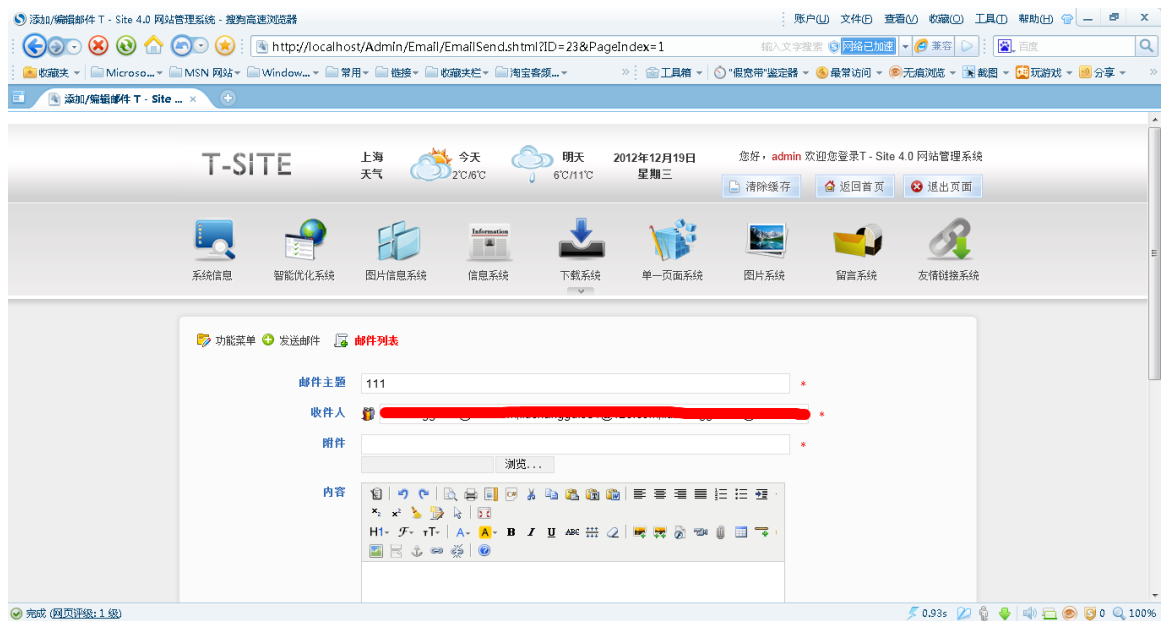 添加/编辑邮件 T - Site 4.0 网站管理系统 - 搜狗高速浏览器 账户(U) 文件(F) 查看(V) 收藏(O) 工具(T) 帮助(H)
http://localhost/Admin/Email/EmailSend.shtml?ID=23&PageIndex=1 输入文字搜索 网络已加速 兼容 百度
收藏夹 Microso... MSN 网站 Window... 常用 链接 收藏夹栏 淘宝客频... » 工具箱 "假宽带"鉴定器 最常访问 无痕浏览 截图 玩游戏 分享 »
添加/编辑邮件 T - Site ... ×
T-SITE
上海 今天 明天 2012年12月19日 您好，admin 欢迎您登录T - Site 4.0 网站管理系统
天气 2℃/6℃ 6℃/11℃ 星期三
清除缓存 返回首页 退出页面
Information
系统信息 智能优化系统 图片信息系统 信息系统 下载系统 单一页面系统 图片系统 留言系统 友情链接系统
功能菜单 发送邮件 邮件列表
邮件主题 111 *
收件人 *
附件 *
浏览...
内容
H1 F тT A A B I U ABC
完成 (网页评级: 1 级) 0.93s 0 100%